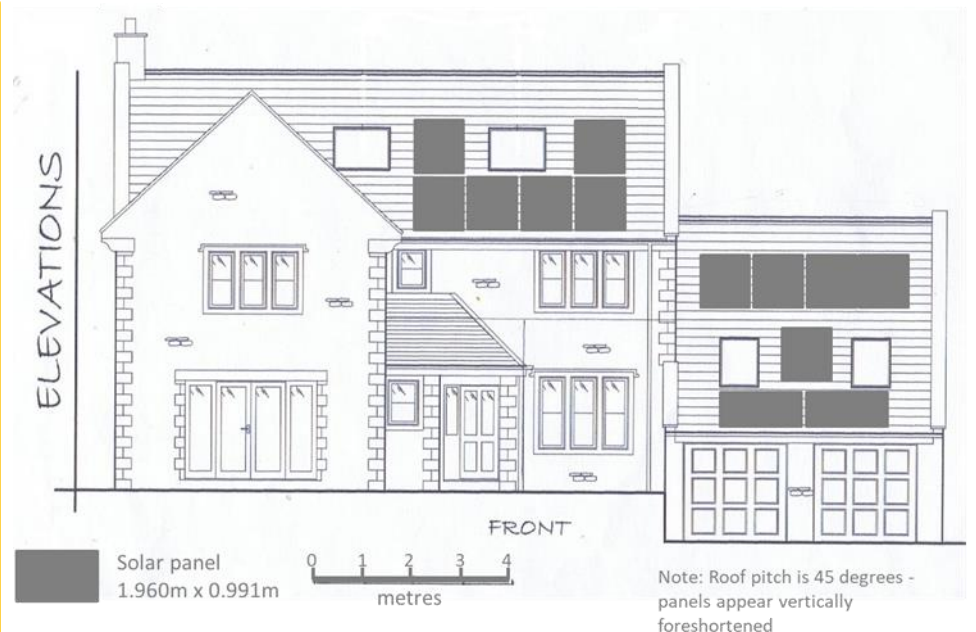 ELEVATIONS
FRONT
Solar panel
1.960m x 0.991m
0 1 2 3 4
metres
Note: Roof pitch is 45 degrees -
panels appear vertically
foreshortened